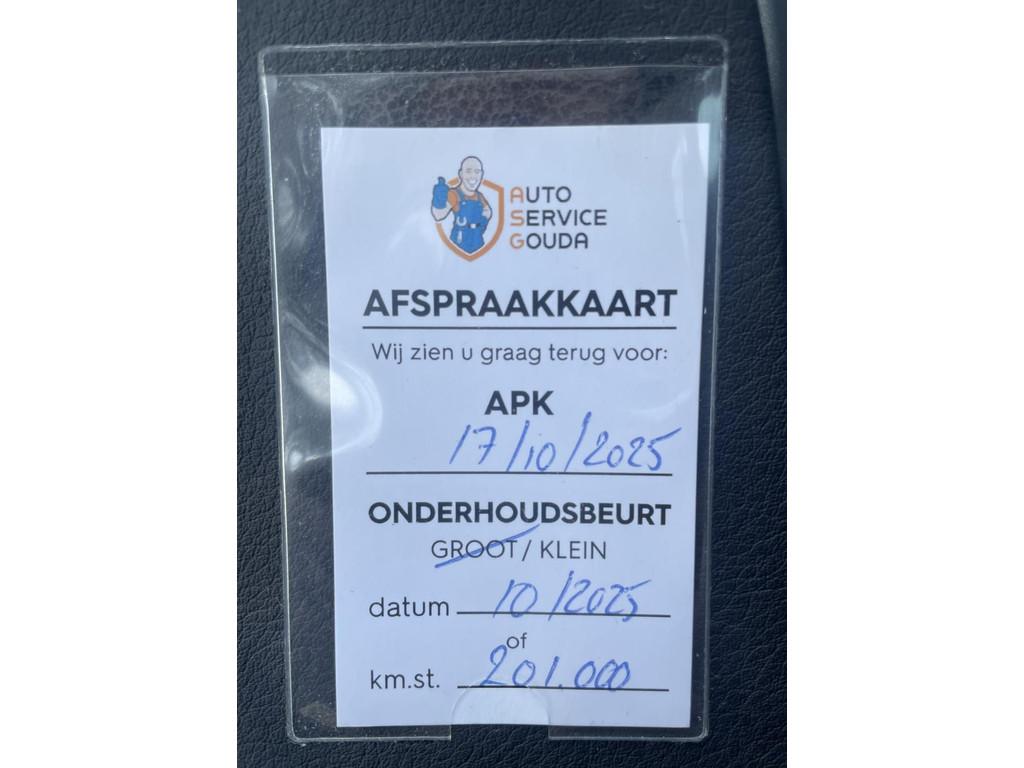 AUTO
SERVICE
GOUDA
AFSPRAAKKAART
Wij zien u graag terug voor:
APK
17/10/2025
ONDERHOUDSBEURT
GROOT / KLEIN
datum 10/2025
of
km.st. 201.000